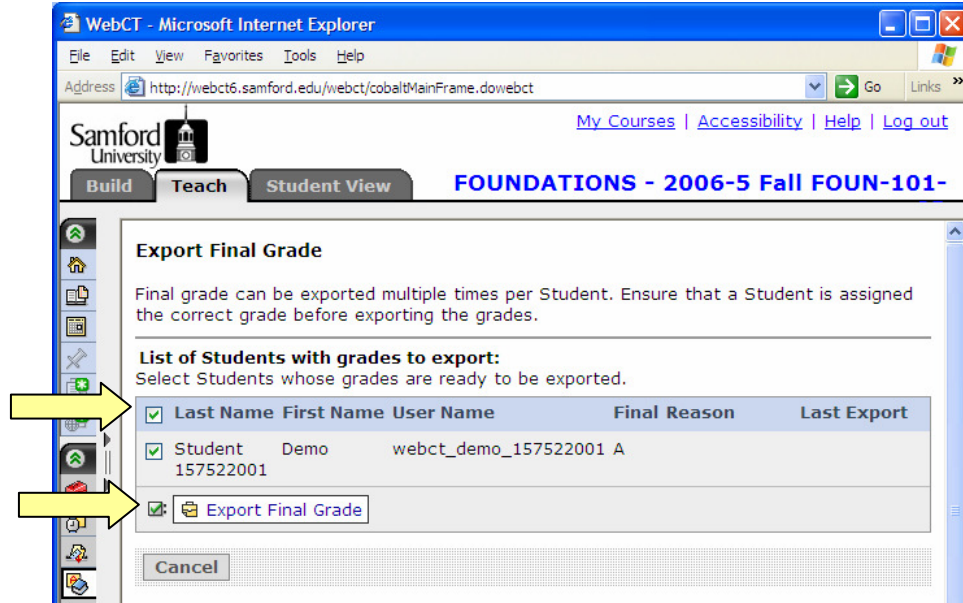 WebCT - Microsoft Internet Explorer
File Edit View Favorites Tools Help
Address http://webct6.samford.edu/webct/cobaltMainFrame.dowebct Go Links »
My Courses | Accessibility | Help | Log out
Samford
University
Build Teach Student View FOUNDATIONS - 2006-5 Fall FOUN-101-
Export Final Grade
Final grade can be exported multiple times per Student. Ensure that a Student is assigned
the correct grade before exporting the grades.
List of Students with grades to export:
Select Students whose grades are ready to be exported.
Last Name First Name User Name Final Reason Last Export
Student Demo webct_demo_157522001 A
157522001
Export Final Grade
Cancel